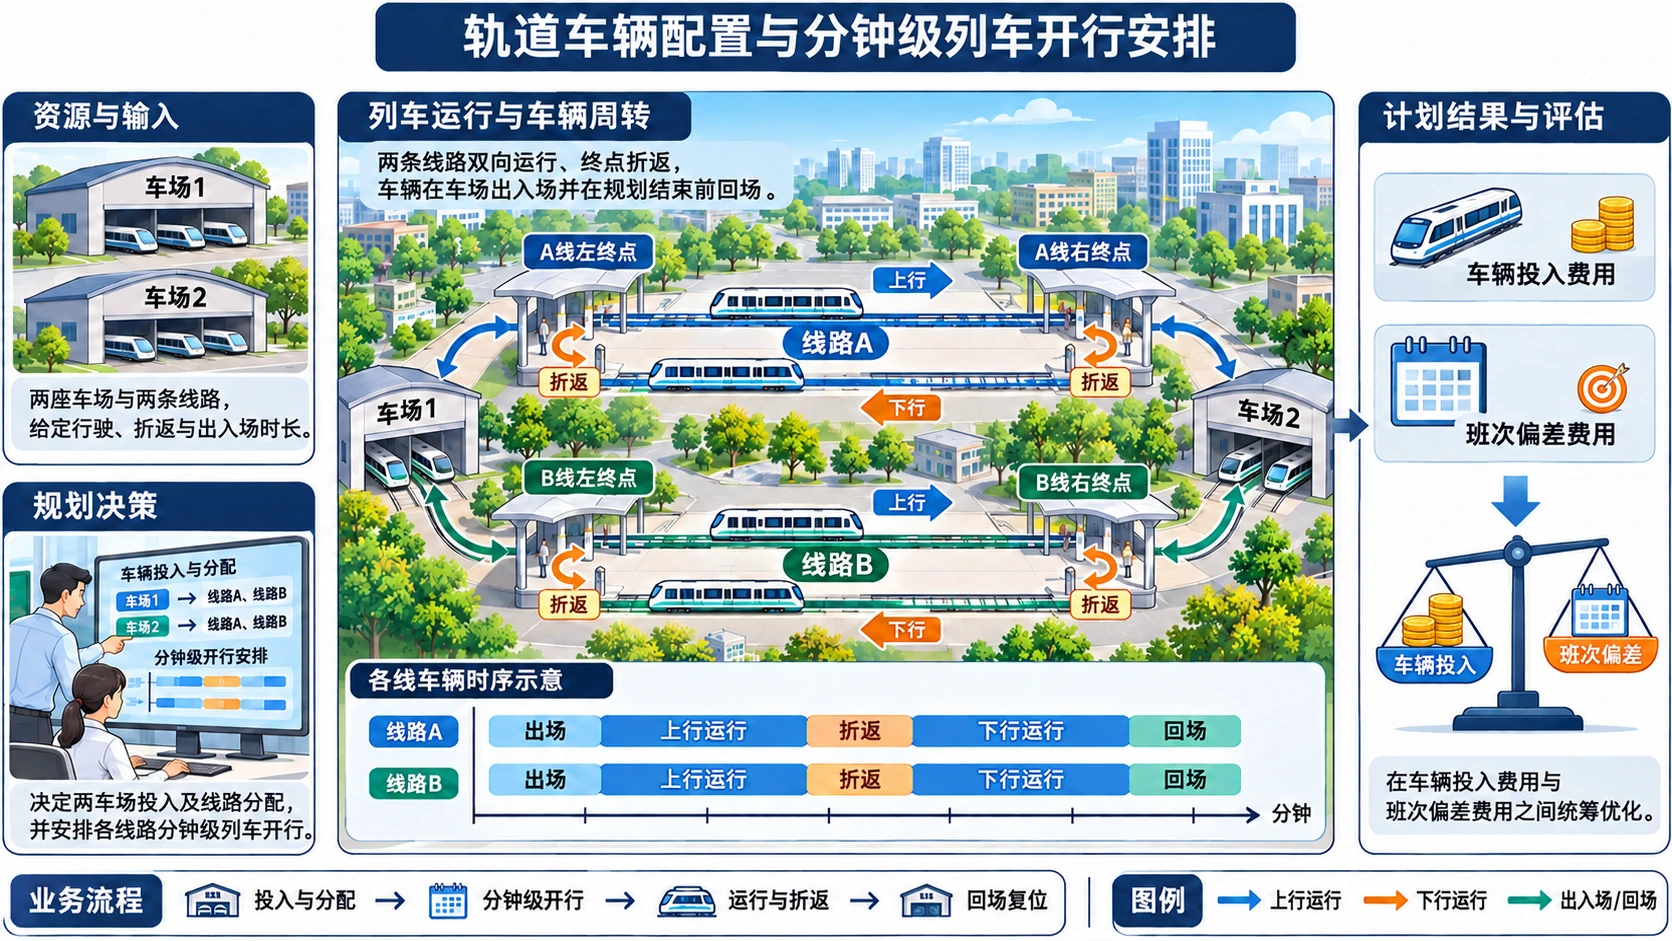 轨道车辆配置与分钟级列车开行安排
资源与输入
车场1
车场2
两座车场与两条线路，
给定行驶、折返与出入场时长。
规划决策
车辆投入与分配
车场1 → 线路A、线路B
车场2 → 线路A、线路B
分钟级开行安排
决定两车场投入及线路分配，
并安排各线路分钟级列车开行。
列车运行与车辆周转
两条线路双向运行、终点折返，
车辆在车场出入场并在规划结束前回场。
A线左终点
A线右终点
上行
线路A
折返
折返
下行
车场1
车场2
B线左终点
B线右终点
上行
线路B
折返
折返
下行
各线车辆时序示意
线路A 出场 上行运行 折返 下行运行 回场
线路B 出场 上行运行 折返 下行运行 回场
分钟
计划结果与评估
车辆投入费用
班次偏差费用
车辆投入
班次偏差
在车辆投入费用与
班次偏差费用之间统筹优化。
业务流程 投入与分配 → 分钟级开行 → 运行与折返 → 回场复位
图例 上行运行 下行运行 出入场/回场